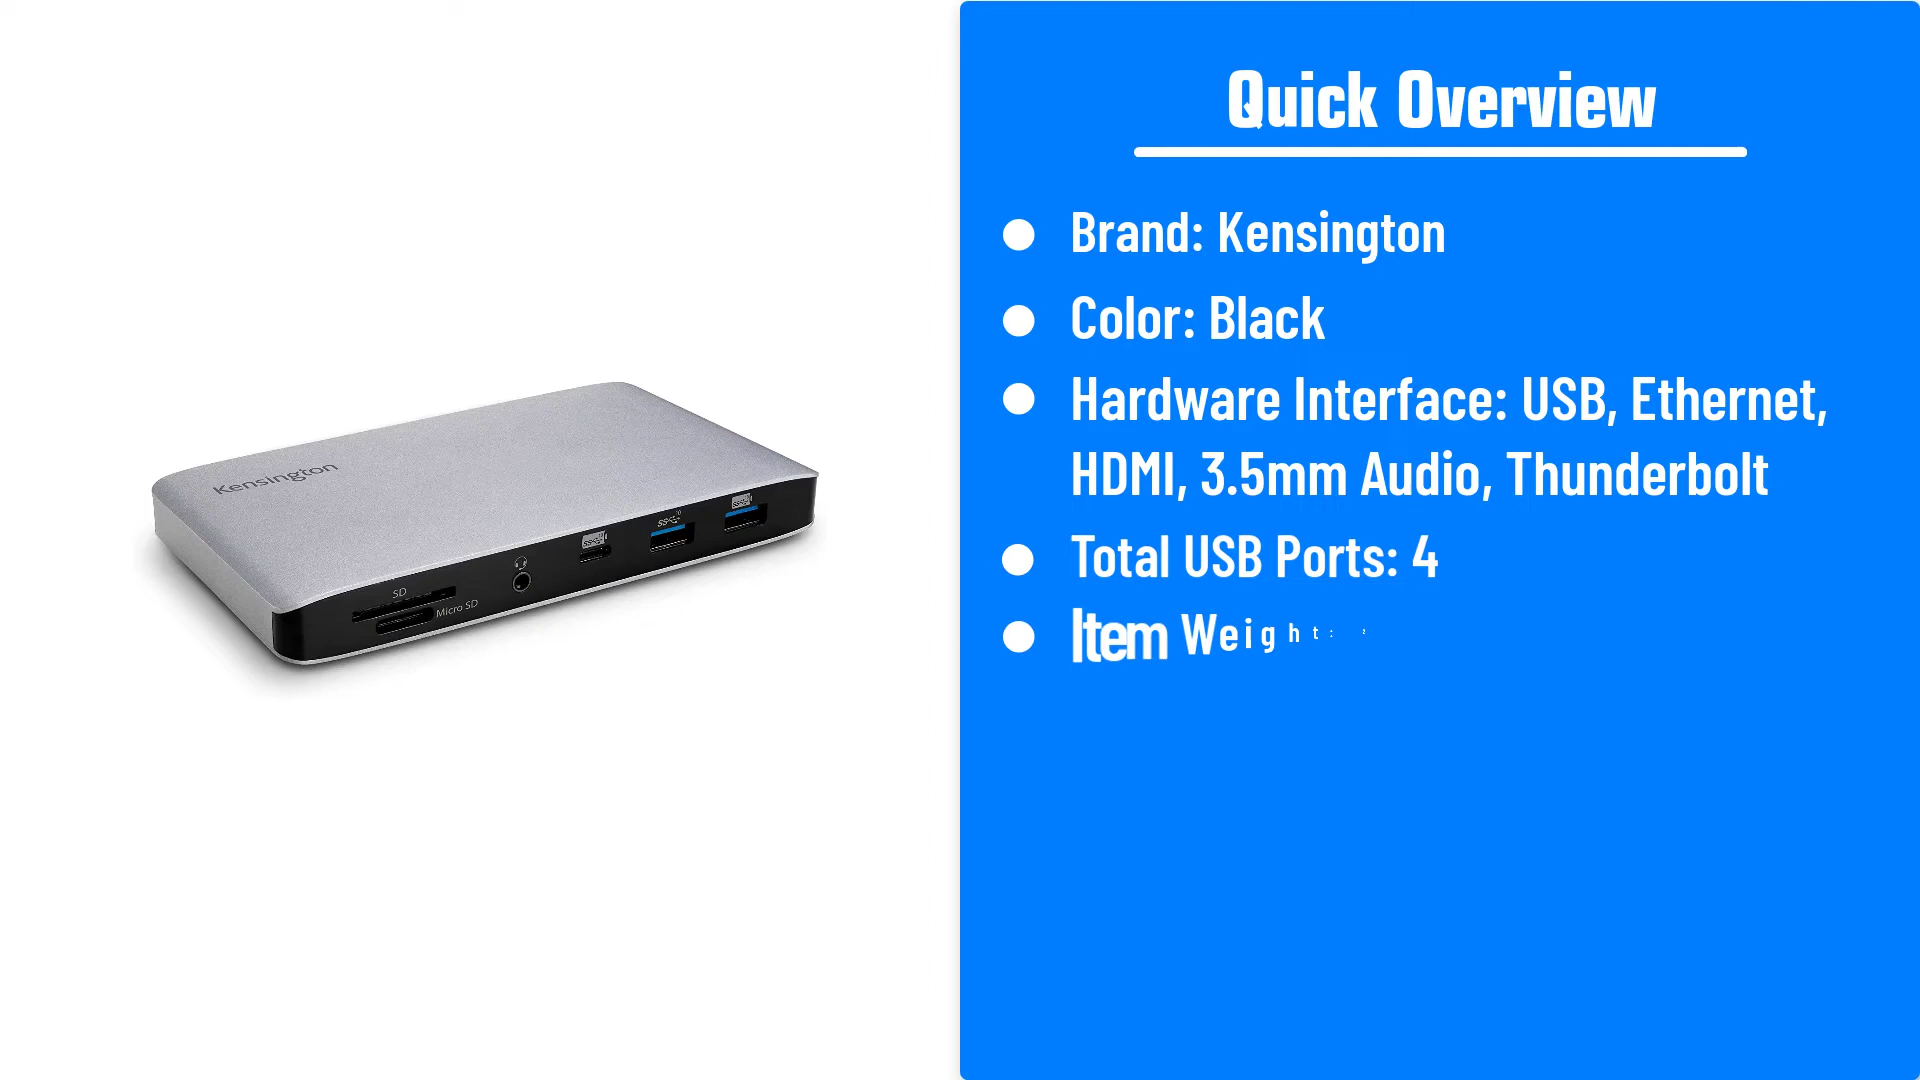 Quick Overview
Brand: Kensington
Color: Black
Hardware Interface: USB, Ethernet,
HDMI, 3.5mm Audio, Thunderbolt
Total USB Ports: 4
Item Weight:
Kensington
SD
Micro SD